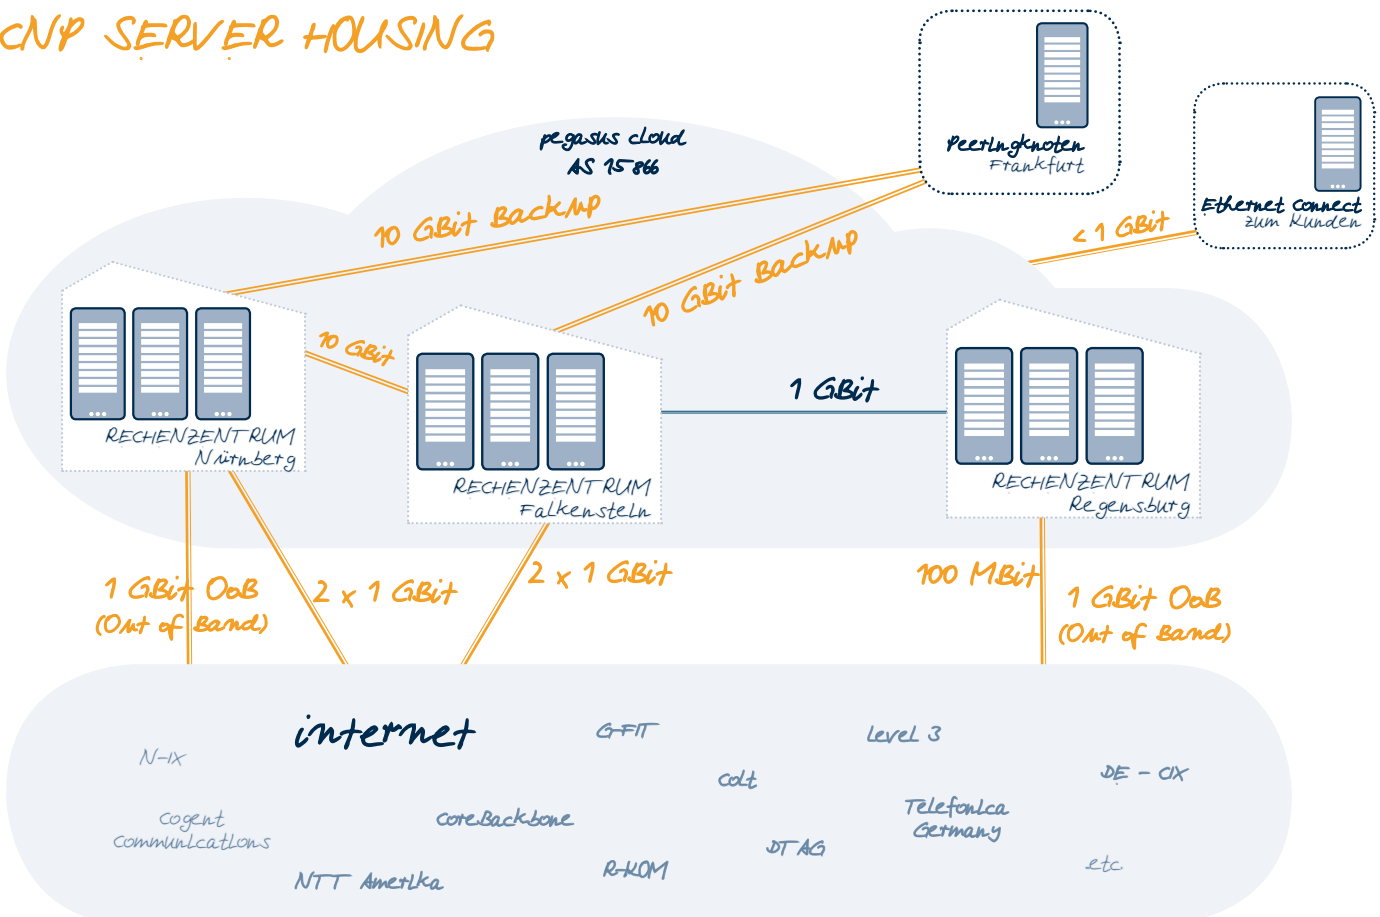 CNP SERVER HOUSING
pegasus cloud
AS 15866
Peeringknoten
Frankfurt
Ethernet connect
zum Kunden
10 GBit Backup
10 GBit Backup
< 1 GBit
10 GBit
1 GBit
RECHENZENTRUM
Nürnberg
RECHENZENTRUM
Falkenstein
RECHENZENTRUM
Regensburg
1 GBit OoB
(Out of Band)
2 x 1 GBit
2 x 1 GBit
100 MBit
1 GBit OoB
(Out of Band)
internet
N-IX
G-FIT
Level 3
Colt
DE - CIX
Cogent
Communications
CoreBackbone
Telefonica
Germany
DTAG
NTT Amerika
R-KOM
etc.